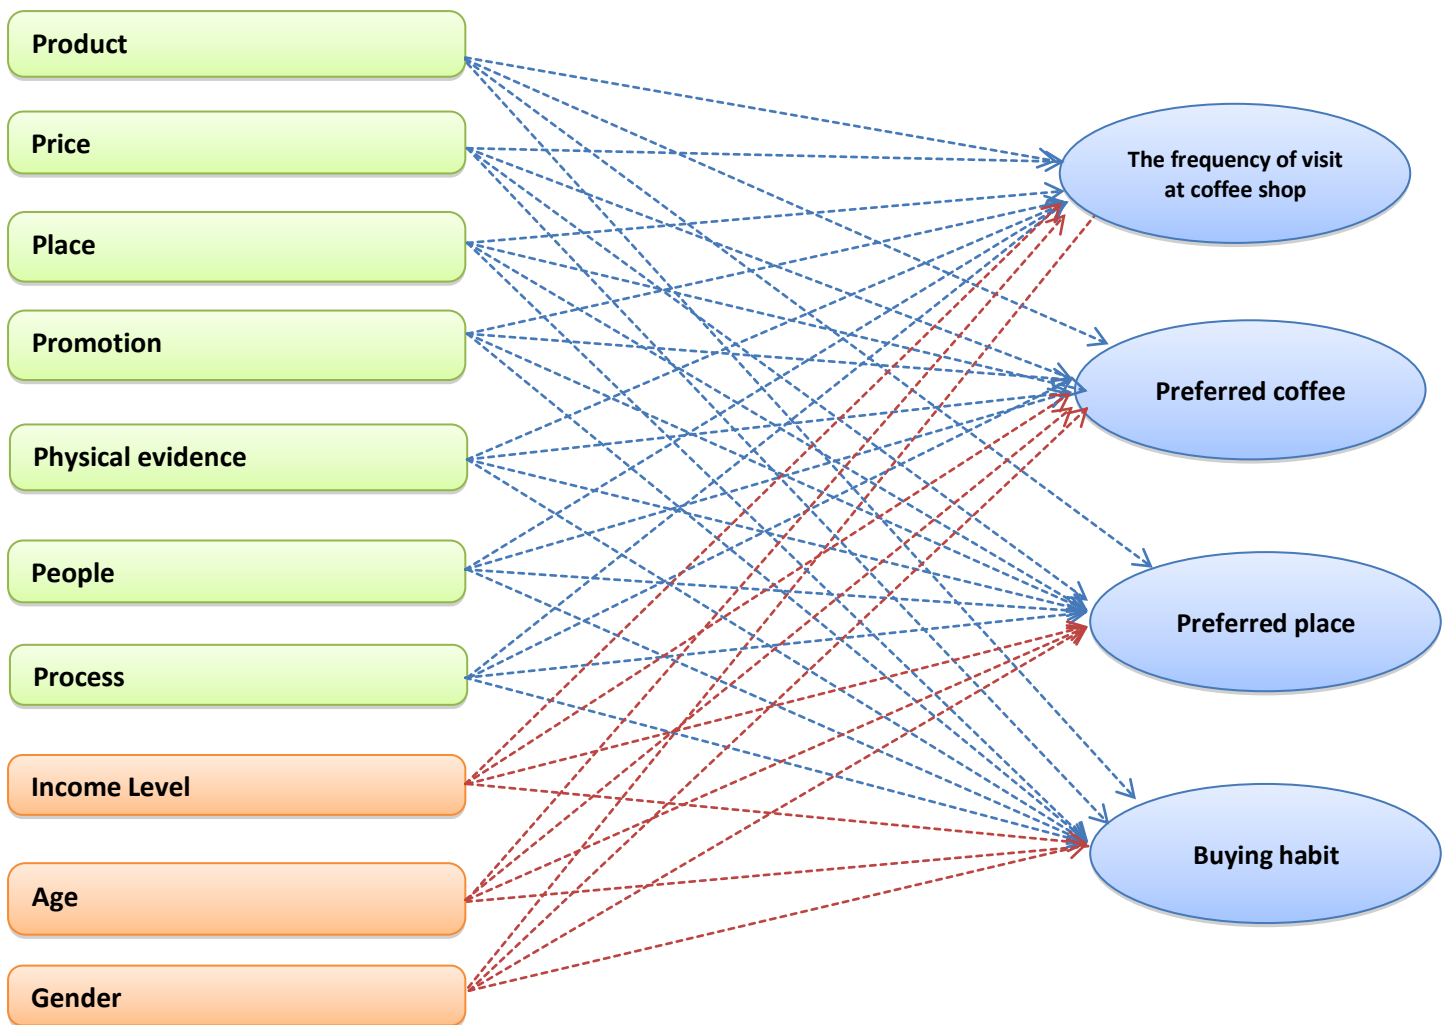 Product
Price
Place
Promotion
Physical evidence
People
Process
Income Level
Age
Gender
The frequency of visit
at coffee shop
Preferred coffee
Preferred place
Buying habit